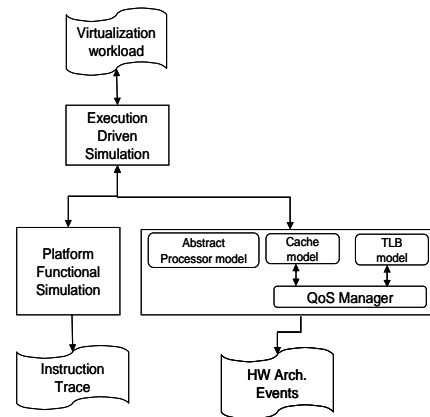 Virtualization
workload
Execution
Driven
Simulation
Platform
Functional
Simulation
Abstract
Processor model
Cache
model
TLB
model
QoS Manager
Instruction
Trace
HW Arch.
Events